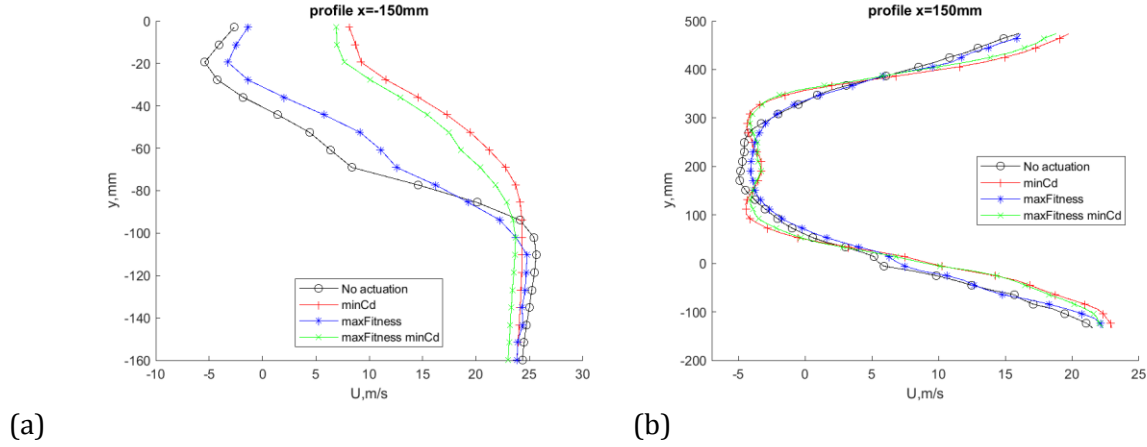 profile x=-150mm
0
-20
-40
-60
-80
-100
-120
-140
-160
y,mm
-10
-5
0
5
10
15
20
25
30
U,m/s
No actuation
minCd
maxFitness
maxFitness minCd
(a)
profile x=150mm
500
400
300
200
100
0
-100
-200
y,mm
-5
0
5
10
15
20
25
U,m/s
No actuation
minCd
maxFitness
maxFitness minCd
(b)